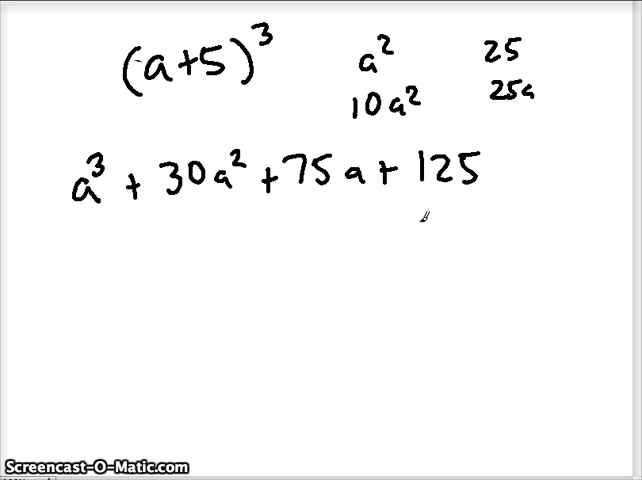 (a+5)³ a² 25
10a² 25a
a³ + 30a² + 75a + 125
Screencast-O-Matic.com